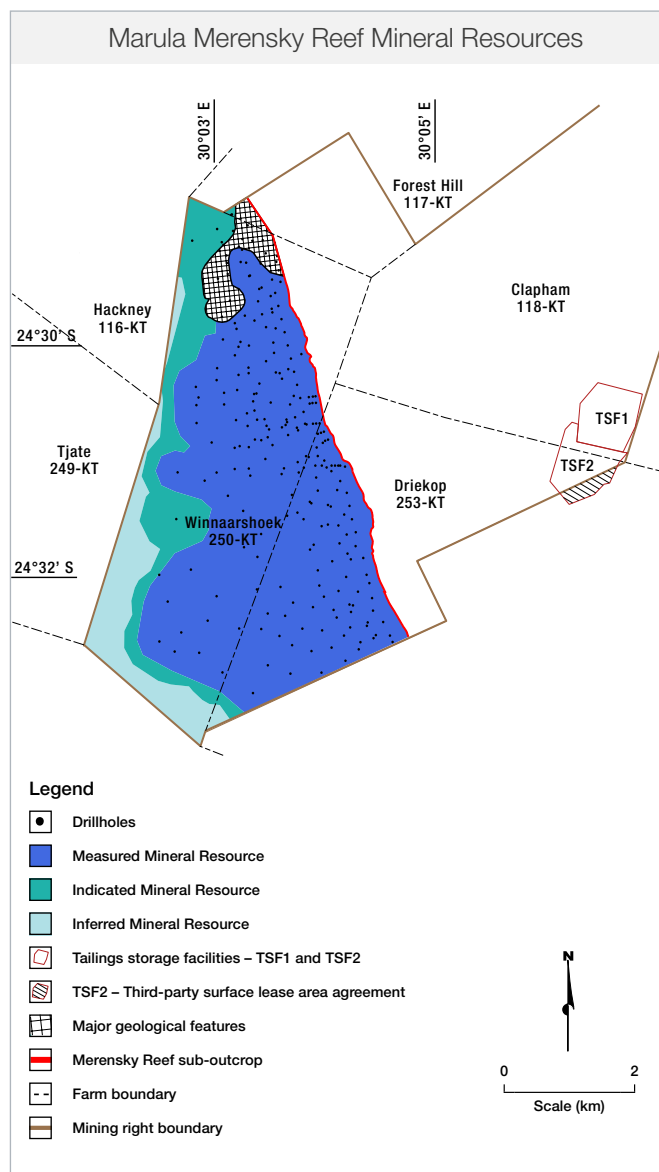 Marula Merensky Reef Mineral Resources
30°03' E
30°05' E
Forest Hill
117-KT
Clapham
118-KT
Hackney
116-KT
24°30' S
TSF1
TSF2
Tjate
249-KT
Driekop
253-KT
Winnaarshoek
250-KT
24°32' S
Legend
Drillholes
Measured Mineral Resource
Indicated Mineral Resource
Inferred Mineral Resource
Tailings storage facilities – TSF1 and TSF2
TSF2 – Third-party surface lease area agreement
Major geological features
Merensky Reef sub-outcrop
Farm boundary
Mining right boundary
N
0 2
Scale (km)